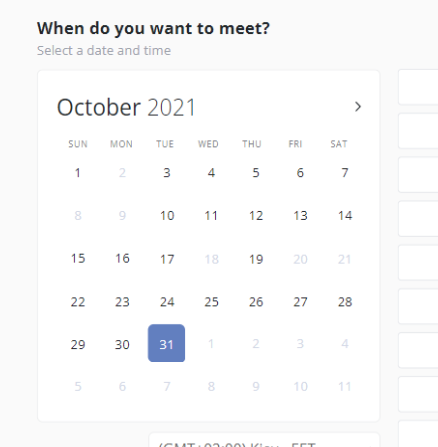 When do you want to meet?
Select a date and time
October 2021 >
SUN MON TUE WED THU FRI SAT
1 2 3 4 5 6 7
8 9 10 11 12 13 14
15 16 17 18 19 20 21
22 23 24 25 26 27 28
29 30 31 1 2 3 4
5 6 7 8 9 10 11